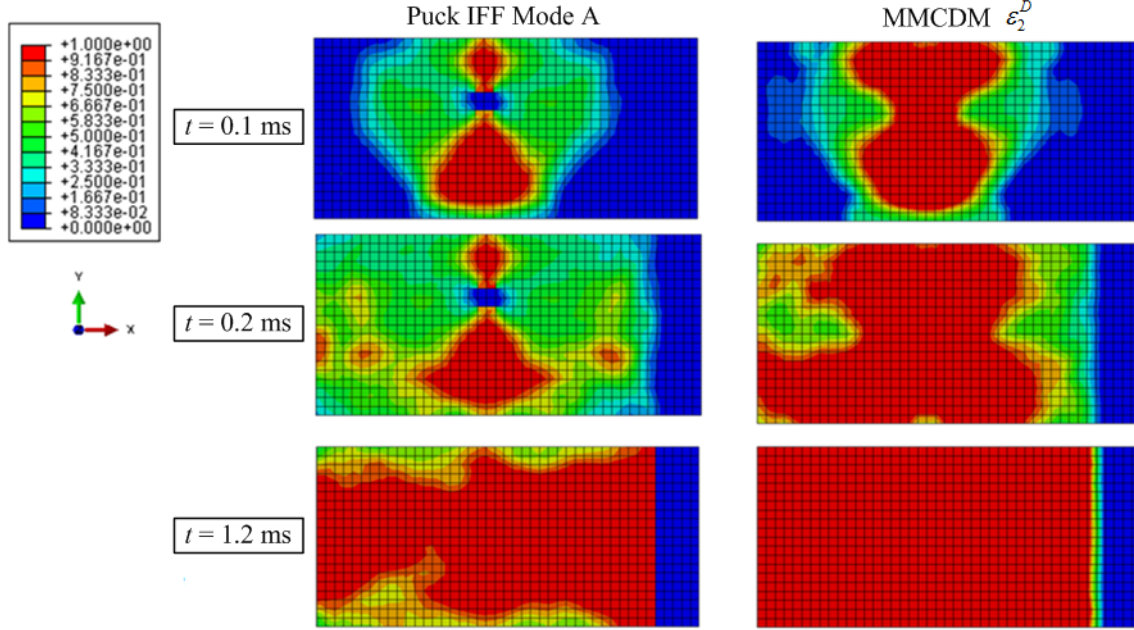 Puck IFF Mode A
MMCDM ε₂ᴰ
+1.000e+00
+9.167e-01
+8.333e-01
+7.500e-01
+6.667e-01
+5.833e-01
+5.000e-01
+4.167e-01
+3.333e-01
+2.500e-01
+1.667e-01
+8.333e-02
+0.000e+00
t = 0.1 ms
Y
X
t = 0.2 ms
t = 1.2 ms